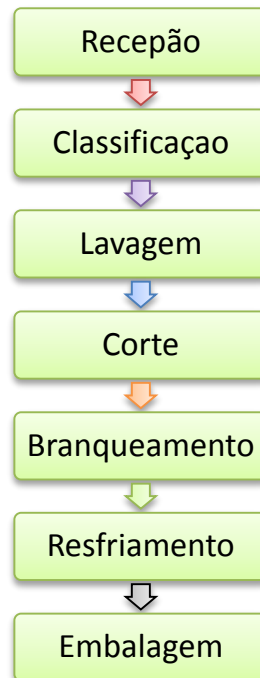 Recepão
Classificaçao
Lavagem
Corte
Branqueamento
Resfriamento
Embalagem